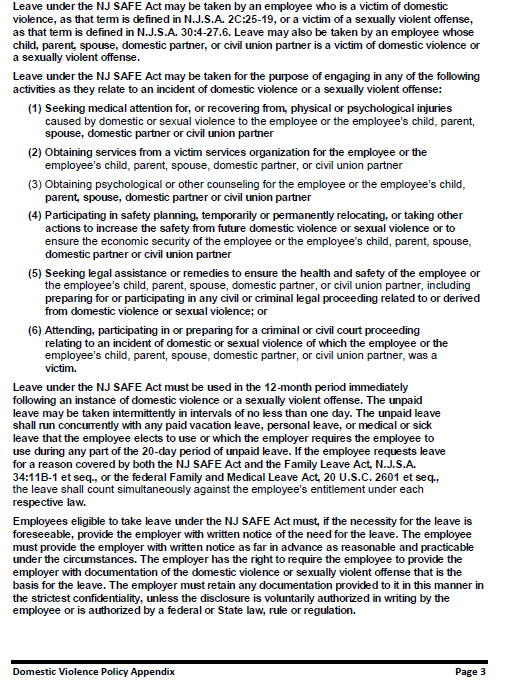 Leave under the NJ SAFE Act may be taken by an employee who is a victim of domestic
violence, as that term is defined in N.J.S.A. 2C:25-19, or a victim of a sexually violent offense,
as that term is defined in N.J.S.A. 30:4-27.6. Leave may also be taken by an employee whose
child, parent, spouse, domestic partner, or civil union partner is a victim of domestic violence or
a sexually violent offense.
Leave under the NJ SAFE Act may be taken for the purpose of engaging in any of the following
activities as they relate to an incident of domestic violence or a sexually violent offense:
(1) Seeking medical attention for, or recovering from, physical or psychological injuries
caused by domestic or sexual violence to the employee or the employee's child, parent,
spouse, domestic partner or civil union partner
(2) Obtaining services from a victim services organization for the employee or the
employee's child, parent, spouse, domestic partner, or civil union partner
(3) Obtaining psychological or other counseling for the employee or the employee's child,
parent, spouse, domestic partner or civil union partner
(4) Participating in safety planning, temporarily or permanently relocating, or taking other
actions to increase the safety from future domestic violence or sexual violence or to
ensure the economic security of the employee or the employee's child, parent, spouse,
domestic partner or civil union partner
(5) Seeking legal assistance or remedies to ensure the health and safety of the employee or
the employee's child, parent, spouse, domestic partner, or civil union partner, including
preparing for or participating in any civil or criminal legal proceeding related to or derived
from domestic violence or sexual violence; or
(6) Attending, participating in or preparing for a criminal or civil court proceeding
relating to an incident of domestic or sexual violence of which the employee or the
employee's child, parent, spouse, domestic partner, or civil union partner, was a
victim.
Leave under the NJ SAFE Act must be used in the 12-month period immediately
following an instance of domestic violence or a sexually violent offense. The unpaid
leave may be taken intermittently in intervals of no less than one day. The unpaid leave
shall run concurrently with any paid vacation leave, personal leave, or medical or sick
leave that the employee elects to use or which the employer requires the employee to
use during any part of the 20-day period of unpaid leave. If the employee requests leave
for a reason covered by both the NJ SAFE Act and the Family Leave Act, N.J.S.A.
34:11B-1 et seq., or the federal Family and Medical Leave Act, 20 U.S.C. 2601 et seq.,
the leave shall count simultaneously against the employee's entitlement under each
respective law.
Employees eligible to take leave under the NJ SAFE Act must, if the necessity for the leave is
foreseeable, provide the employer with written notice of the need for the leave. The employee
must provide the employer with written notice as far in advance as reasonable and practicable
under the circumstances. The employer has the right to require the employee to provide the
employer with documentation of the domestic violence or sexually violent offense that is the
basis for the leave. The employer must retain any documentation provided to it in this manner in
the strictest confidentiality, unless the disclosure is voluntarily authorized in writing by the
employee or is authorized by a federal or State law, rule or regulation.
Domestic Violence Policy Appendix Page 3